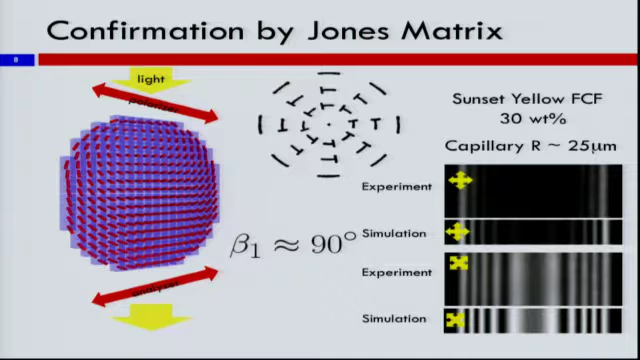 Confirmation by Jones Matrix
8
light
polarizer
Sunset Yellow FCF
30 wt%
Capillary R ~ 25μm
Experiment
β₁ ≈ 90°
Simulation
Experiment
analyzer
Simulation